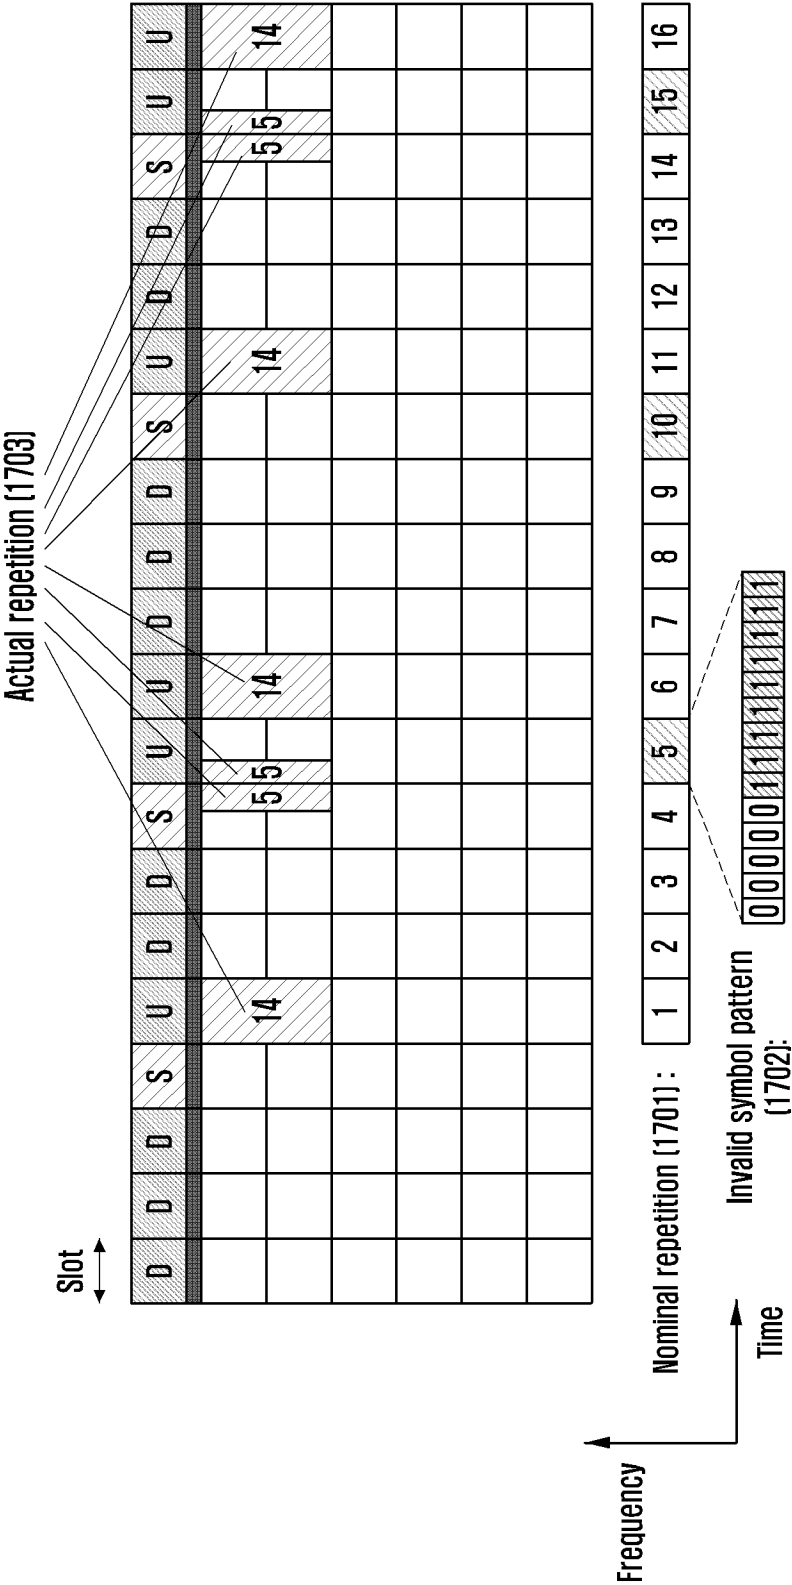 Actual repetition (1703)
Slot
D D D S U D D S U U D D D S U D D S U U
14 5 5 14 14 5 5 14
Nominal repetition (1701) : 1 2 3 4 5 6 7 8 9 10 11 12 13 14 15 16
Invalid symbol pattern
(1702):
0 0 0 0 0 1 1 1 1 1 1 1 1 1
Frequency
Time